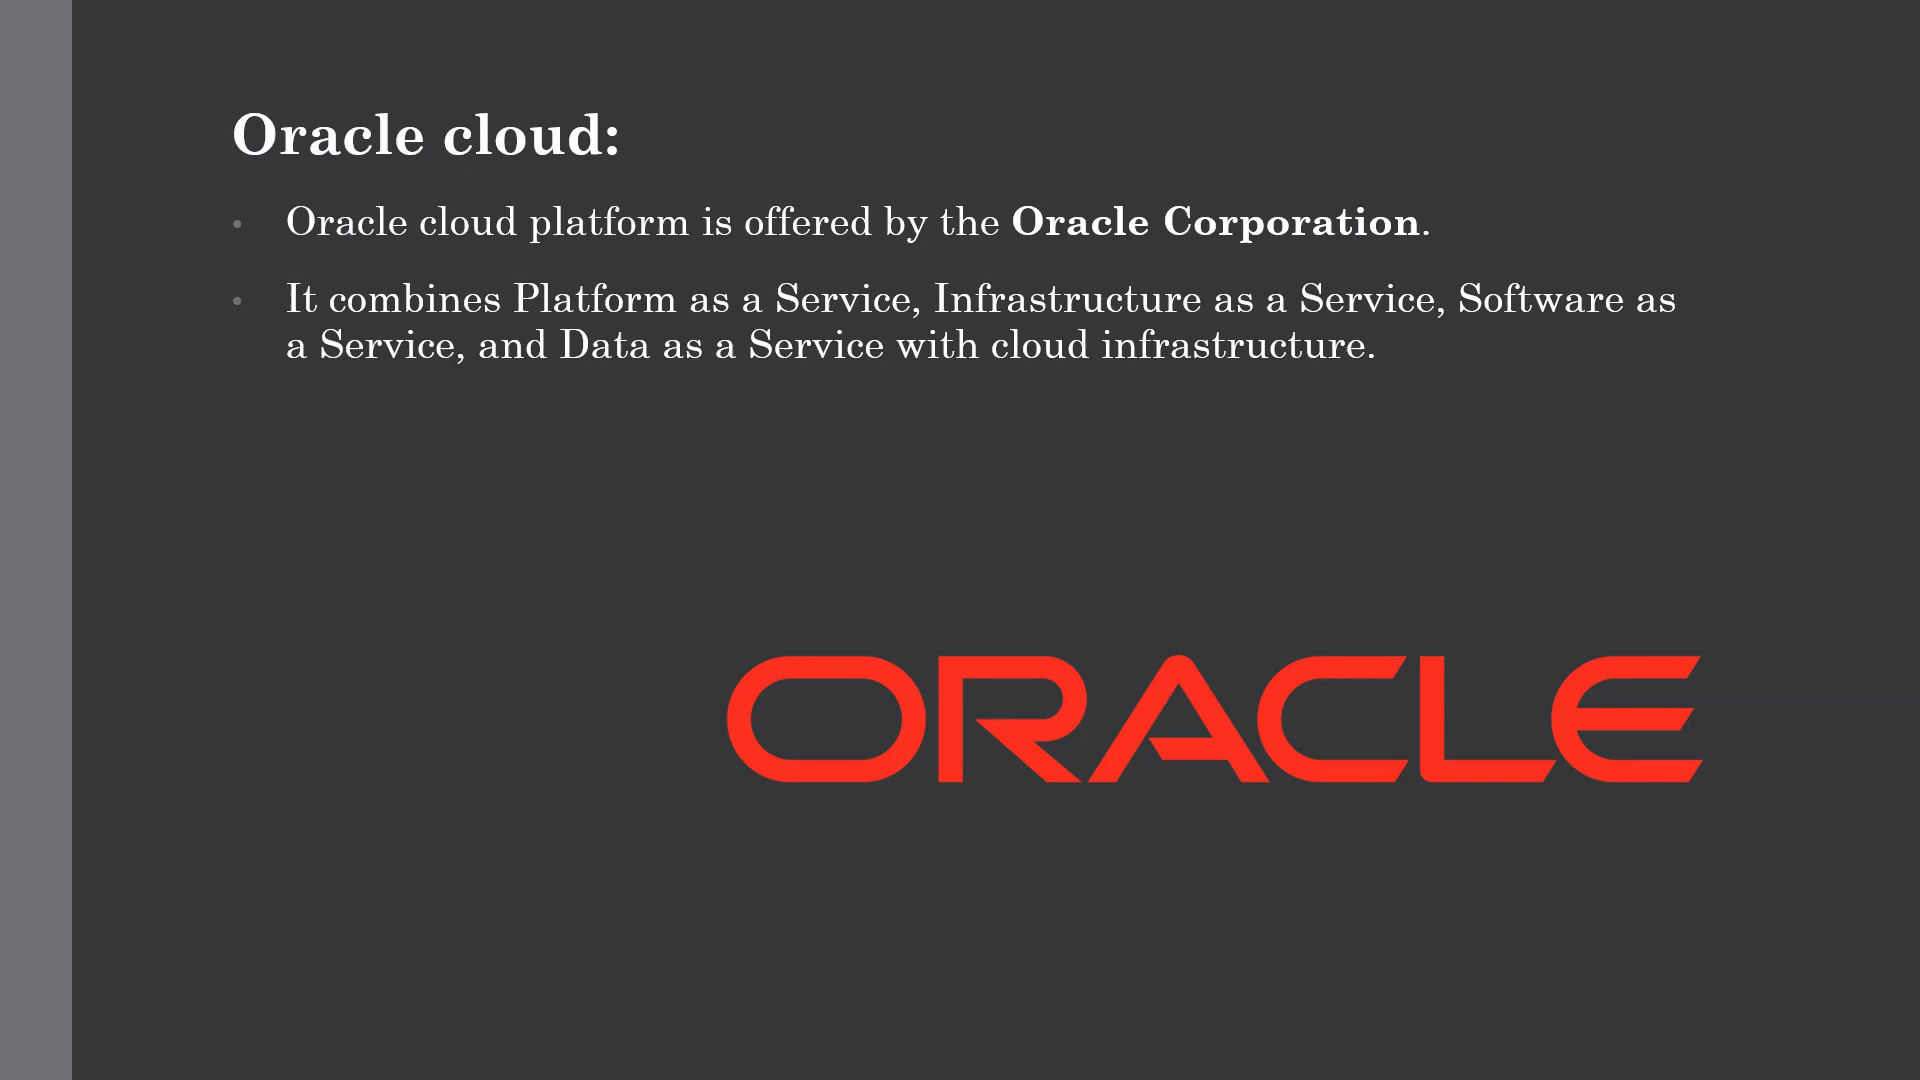 Oracle cloud:
• Oracle cloud platform is offered by the Oracle Corporation.
• It combines Platform as a Service, Infrastructure as a Service, Software as
a Service, and Data as a Service with cloud infrastructure.
ORACLE